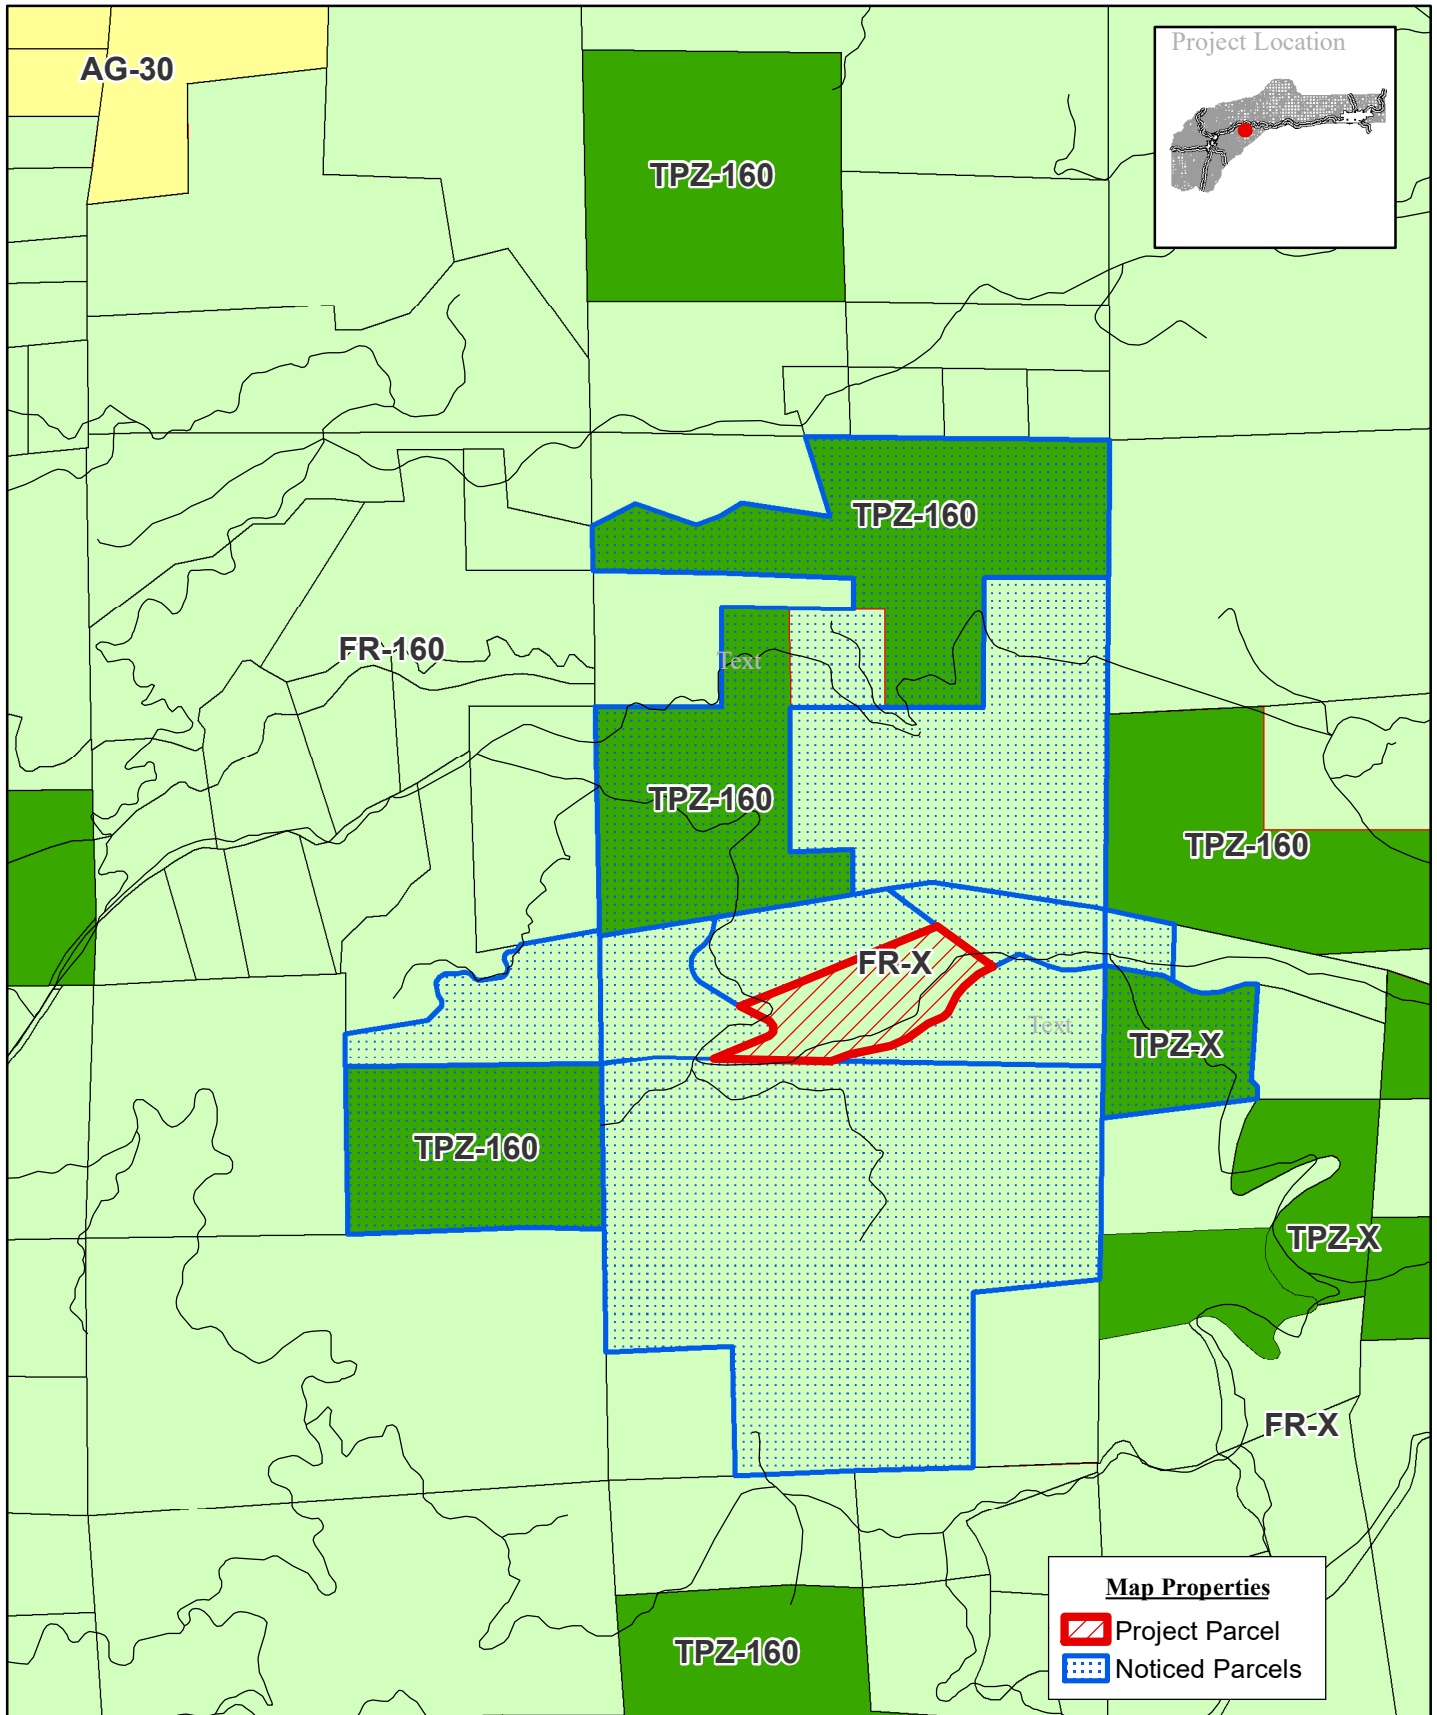 Project Location
AG-30
TPZ-160
TPZ-160
FR-160
Text
TPZ-160
TPZ-160
FR-X
Text
TPZ-X
TPZ-160
TPZ-X
FR-X
Map Properties
Project Parcel
Noticed Parcels
TPZ-160